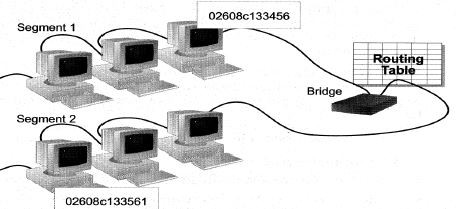 02608c133456
Segment 1
Routing
Table
Bridge
Segment 2
02608c133561